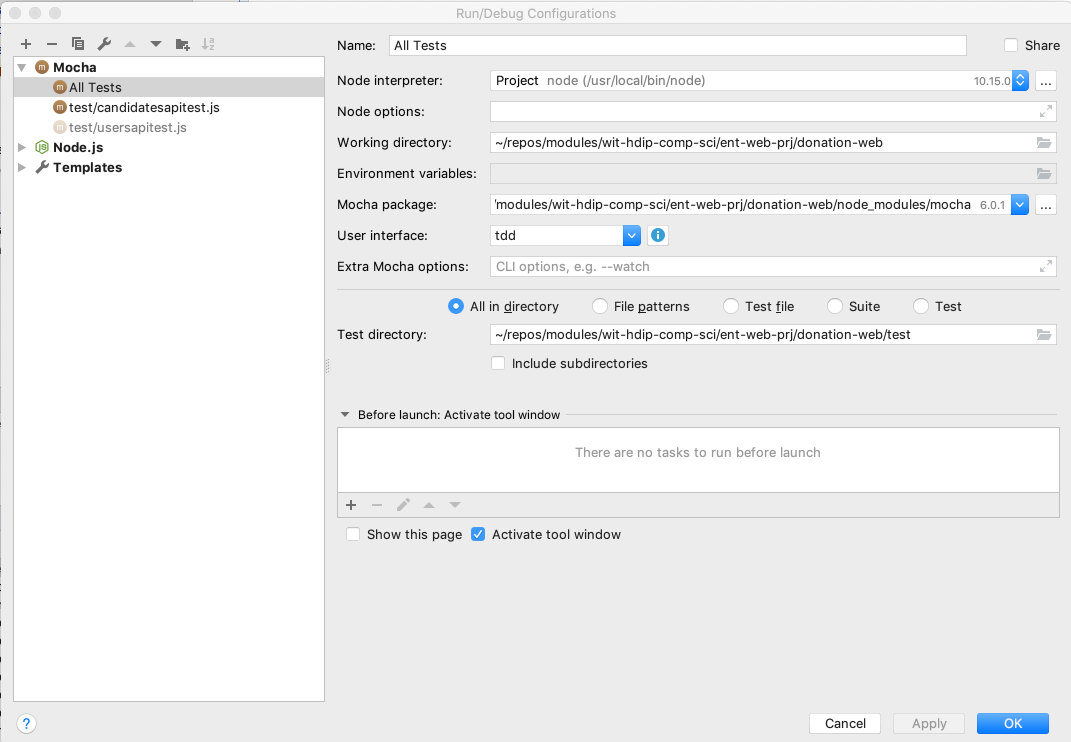 Run/Debug Configurations
Name: All Tests Share
Mocha
All Tests
test/candidatesapitest.js
test/usersapitest.js
Node.js
Templates
Node interpreter: Project node (/usr/local/bin/node) 10.15.0 ...
Node options:
Working directory: ~/repos/modules/wit-hdip-comp-sci/ent-web-prj/donation-web
Environment variables:
Mocha package: /modules/wit-hdip-comp-sci/ent-web-prj/donation-web/node_modules/mocha 6.0.1 ...
User interface: tdd
Extra Mocha options: CLI options, e.g. --watch
All in directory File patterns Test file Suite Test
Test directory: ~/repos/modules/wit-hdip-comp-sci/ent-web-prj/donation-web/test
Include subdirectories
Before launch: Activate tool window
There are no tasks to run before launch
Show this page Activate tool window
? Cancel Apply OK